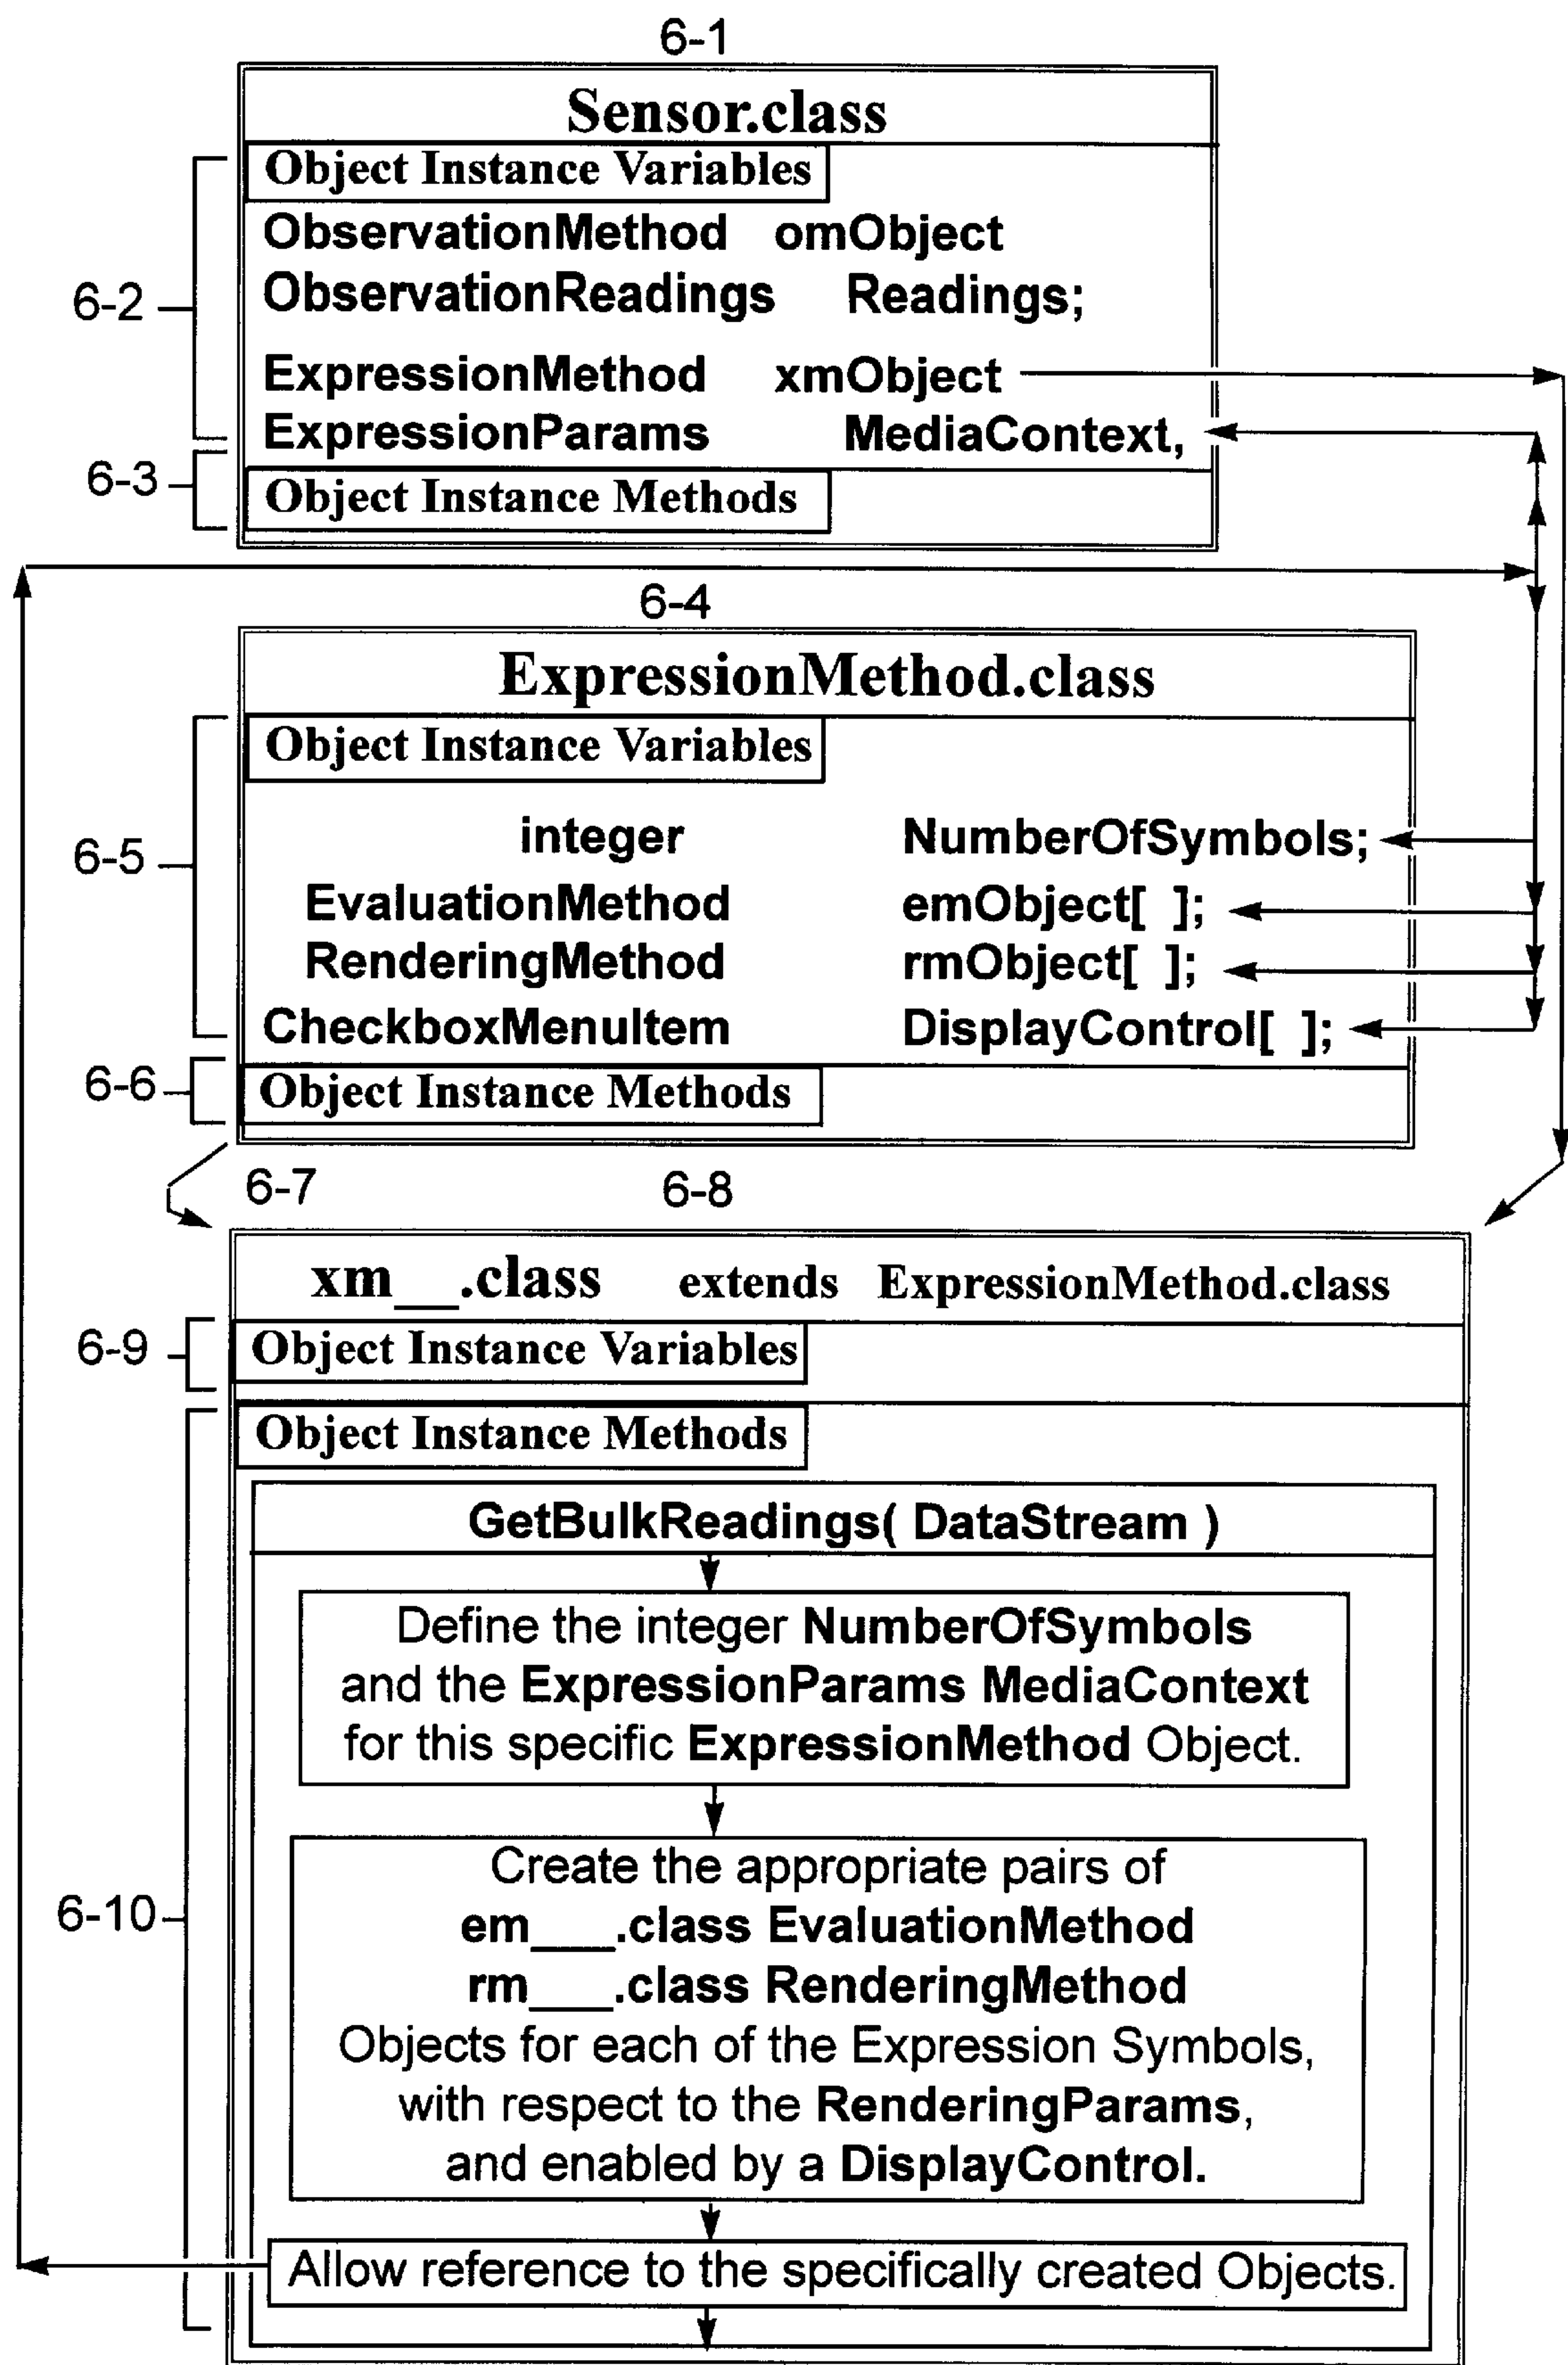 6-1
Sensor.class
Object Instance Variables
ObservationMethod omObject
ObservationReadings Readings;
6-2
ExpressionMethod xmObject
ExpressionParams MediaContext,
6-3
Object Instance Methods
6-4
ExpressionMethod.class
Object Instance Variables
integer NumberOfSymbols;
6-5
EvaluationMethod emObject[ ];
RenderingMethod rmObject[ ];
CheckboxMenuItem DisplayControl[ ];
6-6
Object Instance Methods
6-7 6-8
xm__.class extends ExpressionMethod.class
6-9
Object Instance Variables
Object Instance Methods
GetBulkReadings( DataStream )
Define the integer NumberOfSymbols
and the ExpressionParams MediaContext
for this specific ExpressionMethod Object.
Create the appropriate pairs of
6-10
em___.class EvaluationMethod
rm___.class RenderingMethod
Objects for each of the Expression Symbols,
with respect to the RenderingParams,
and enabled by a DisplayControl.
Allow reference to the specifically created Objects.